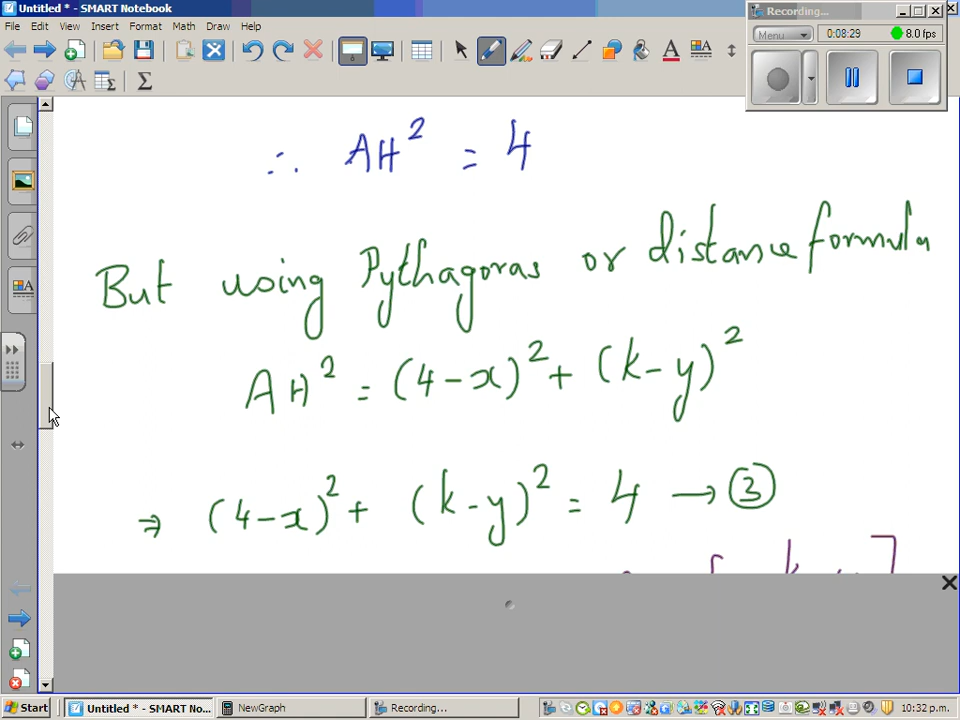 Untitled * - SMART Notebook
File Edit View Insert Format Math Draw Help
Recording...
Menu 0:08:29 8.0 fps
∴ AH² = 4
But using Pythagoras or distance formula
AH² = (4-x)² + (k-y)²
⇒ (4-x)² + (k-y)² = 4 → ③
Start Untitled * - SMART No... NewGraph Recording... 10:32 p.m.